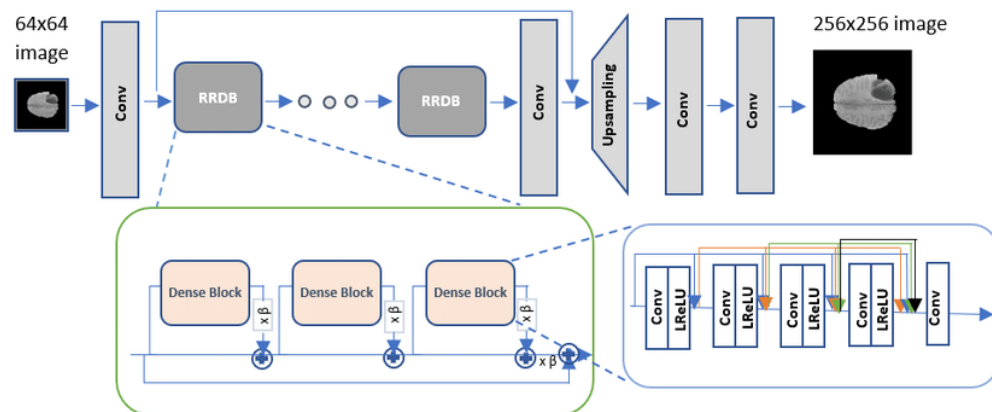 64x64
image
256x256 image
Conv
RRDB
RRDB
Conv
Upsampling
Conv
Conv
Dense Block
x β
Dense Block
x β
Dense Block
x β
x β
Conv
LReLU
Conv
LReLU
Conv
LReLU
Conv
LReLU
Conv